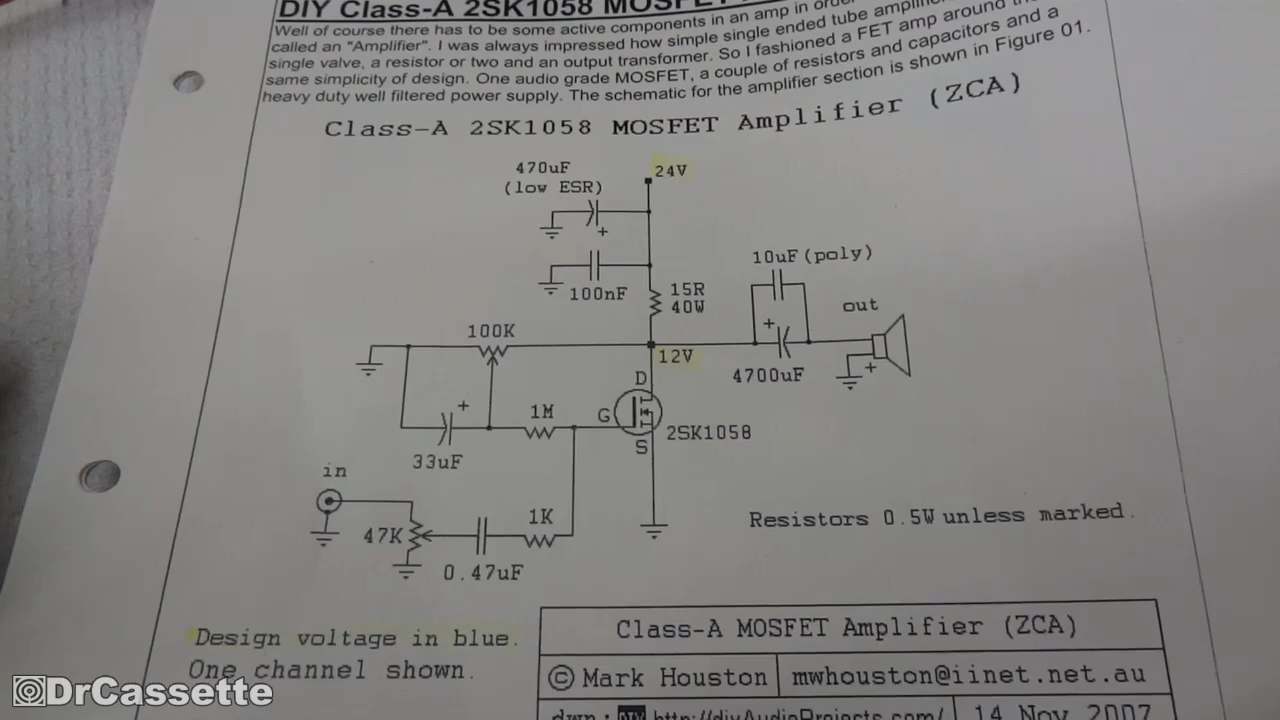 DIY Class-A 2SK1058
Well of course there has to be some active components in an amp in
called an "Amplifier". I was always impressed how simple single ended tube
single valve, a resistor or two and an output transformer. So I fashioned a FET amp around
same simplicity of design. One audio grade MOSFET, a couple of resistors and capacitors and a
heavy duty well filtered power supply. The schematic for the amplifier section is shown in Figure 01.
Class-A 2SK1058 MOSFET Amplifier (ZCA)
470uF
(low ESR)
24V
+
100nF
15R
40W
10uF(poly)
out
100K
12V
+
4700uF
+
D
+
1M
G
2SK1058
S
33uF
in
47K
1K
0.47uF
Resistors 0.5W unless marked.
Design voltage in blue.
One channel shown.
Class-A MOSFET Amplifier (ZCA)
© Mark Houston
mwhouston@iinet.net.au
dwn: DIY http://diyAudioProjects.com/
14 Nov 2007
DrCassette